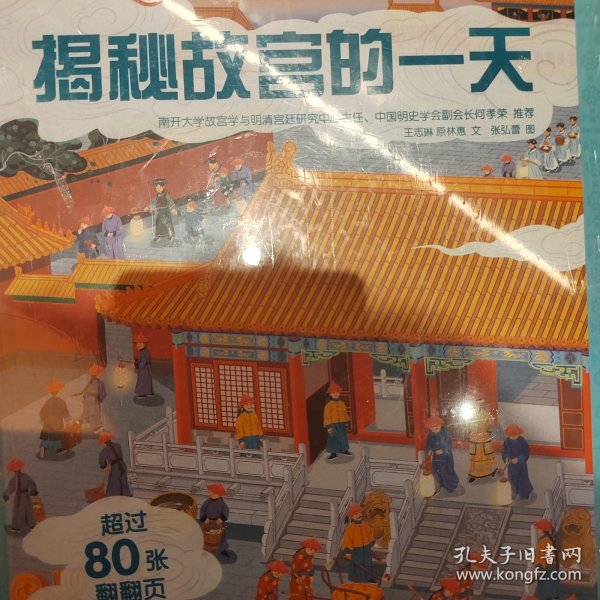 揭秘故宫的一天
南开大学故宫学与明清宫廷研究中心主任、中国明史学会副会长何孝荣 推荐
王志琳 原林惠 文 张弘蕾 图
超过
80张
翻翻页
孔夫子旧书网
www.kongfz.com